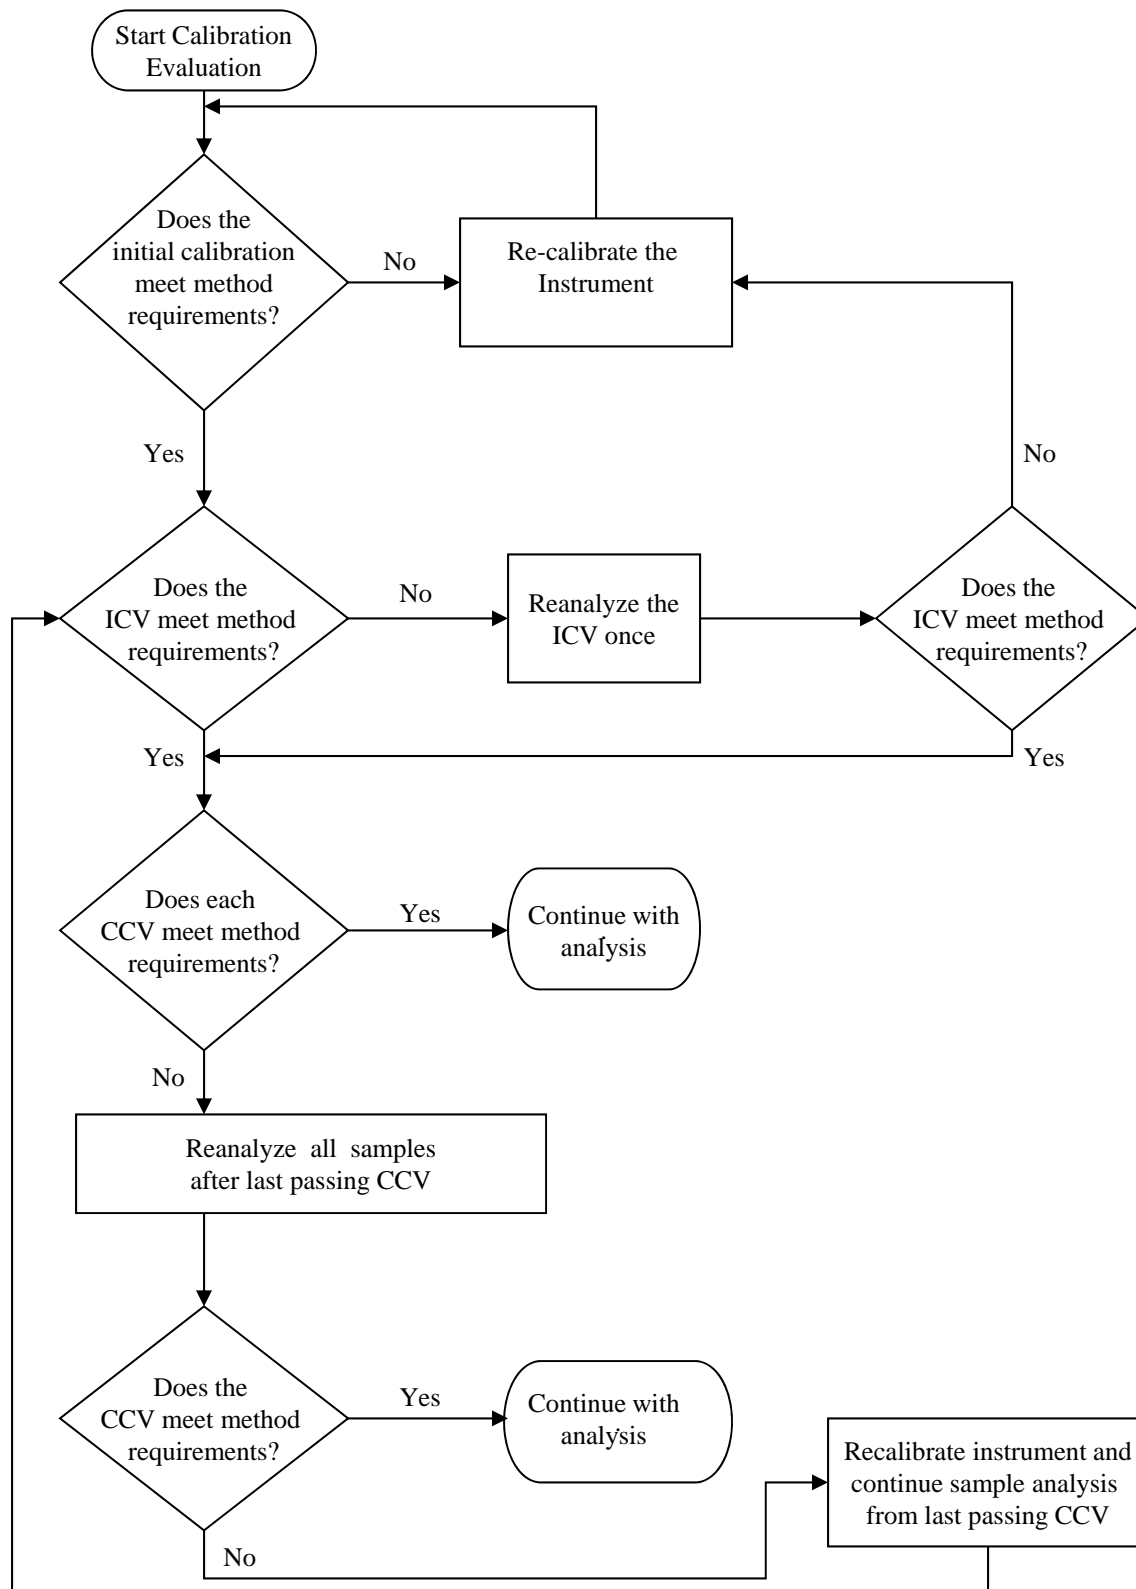 Start Calibration
Evaluation
Does the
initial calibration
meet method
requirements?
No
Re-calibrate the
Instrument
Yes
No
Does the
ICV meet method
requirements?
No
Reanalyze the
ICV once
Does the
ICV meet method
requirements?
Yes
Yes
Does each
CCV meet method
requirements?
Yes
Continue with
analysis
No
Reanalyze all samples
after last passing CCV
Does the
CCV meet method
requirements?
Yes
Continue with
analysis
Recalibrate instrument and
continue sample analysis
from last passing CCV
No